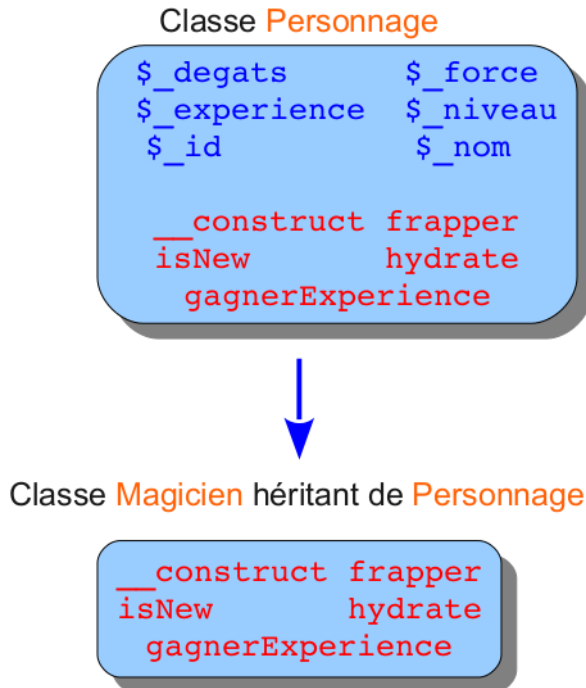 Classe Personnage
$_degats $_force
$_experience $_niveau
$_id $_nom
__construct frapper
isNew hydrate
gagnerExperience
Classe Magicien héritant de Personnage
__construct frapper
isNew hydrate
gagnerExperience